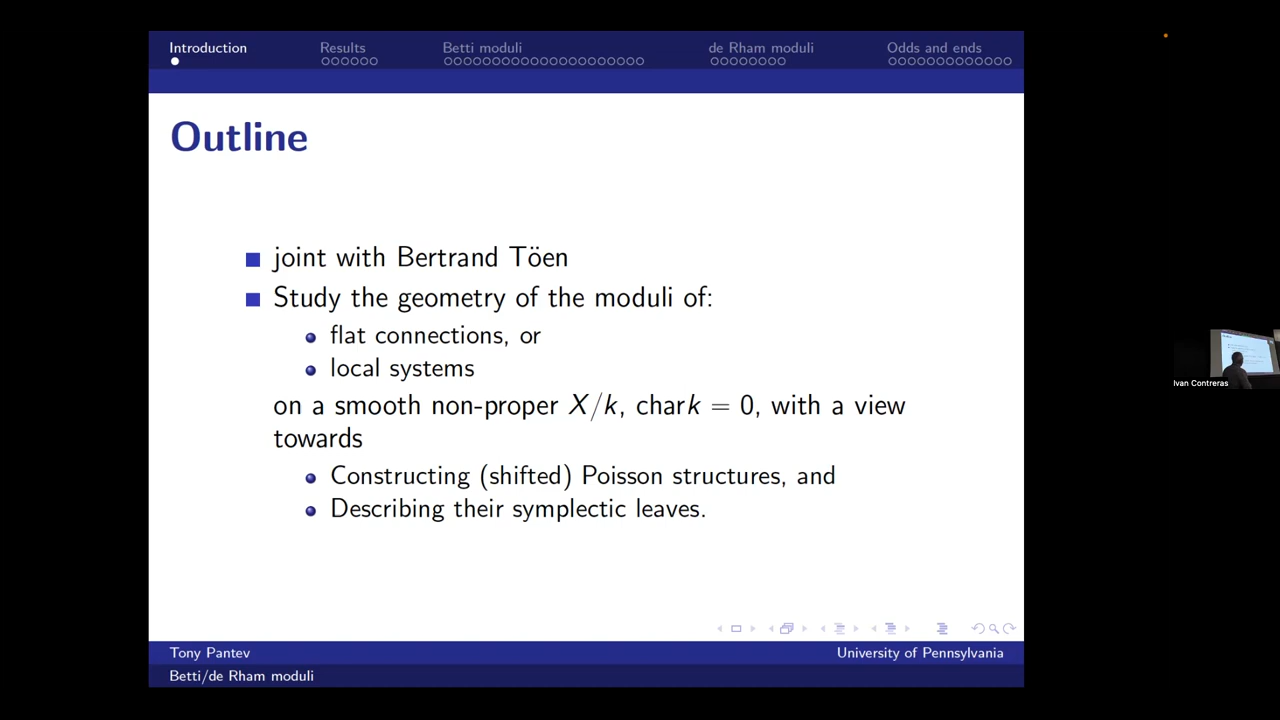 Introduction Results Betti moduli de Rham moduli Odds and ends
Outline
joint with Bertrand Töen
Study the geometry of the moduli of:
flat connections, or
local systems
on a smooth non-proper X/k, chark = 0, with a view
towards
Constructing (shifted) Poisson structures, and
Describing their symplectic leaves.
Ivan Contreras
Tony Pantev University of Pennsylvania
Betti/de Rham moduli